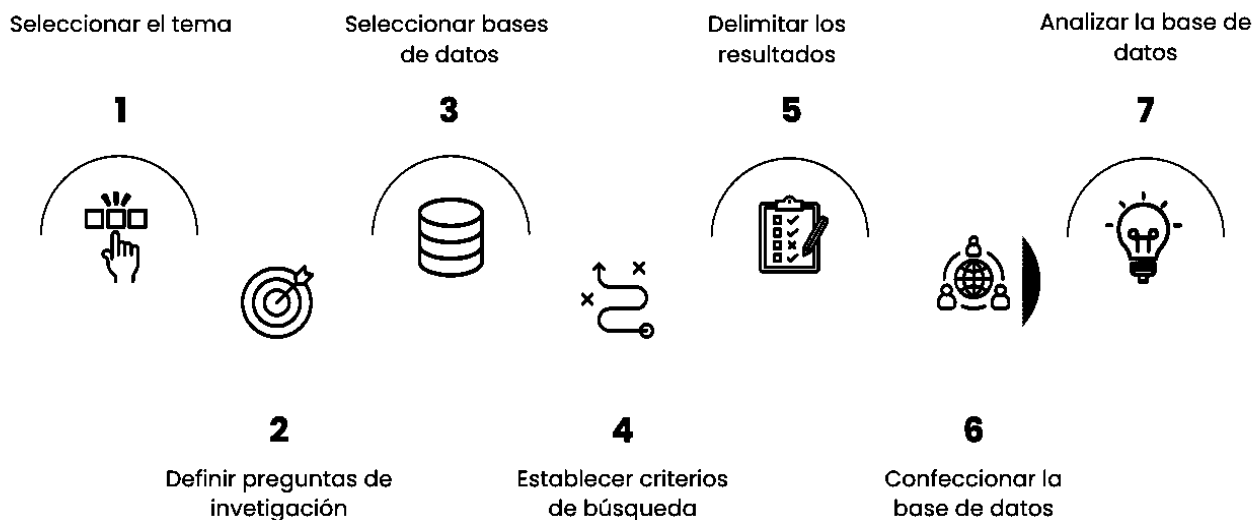 Seleccionar el tema
1
Definir preguntas de
invetigación
2
Seleccionar bases
de datos
3
Establecer criterios
de búsqueda
4
Delimitar los
resultados
5
Confeccionar la
base de datos
6
Analizar la base de
datos
7